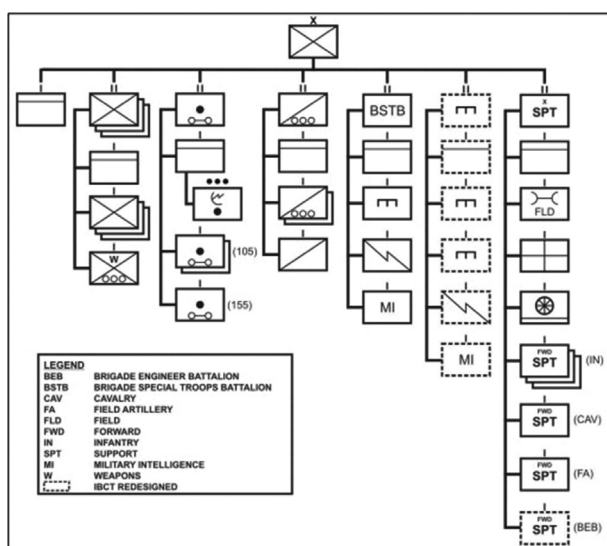 X
I II II II II II II
BSTB
X
SPT
FLD
W
(105)
(155)
MI
MI
FWD
SPT (IN)
FWD
SPT (CAV)
FWD
SPT (FA)
FWD
SPT (BEB)
LEGEND
BEB BRIGADE ENGINEER BATTALION
BSTB BRIGADE SPECIAL TROOPS BATTALION
CAV CAVALRY
FA FIELD ARTILLERY
FLD FIELD
FWD FORWARD
IN INFANTRY
SPT SUPPORT
MI MILITARY INTELLIGENCE
W WEAPONS
IBCT REDESIGNED